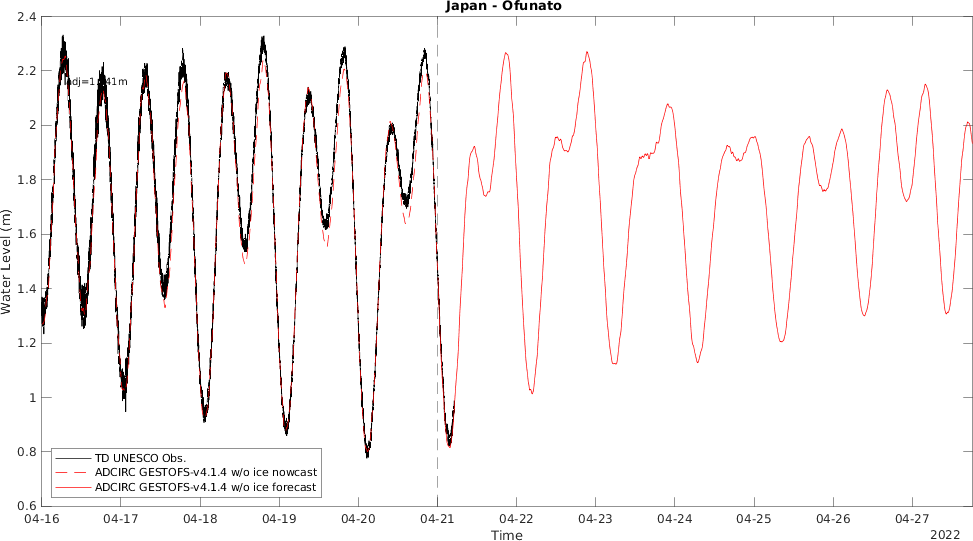 Japan - Ofunato
2.4
2.2
2
1.8
1.6
1.4
1.2
1
0.8
0.6
Water Level (m)
TD UNESCO Obs.
ADCIRC GESTOFS-v4.1.4 w/o ice nowcast
ADCIRC GESTOFS-v4.1.4 w/o ice forecast
04-16 04-17 04-18 04-19 04-20 04-21 04-22 04-23 04-24 04-25 04-26 04-27
Time
2022